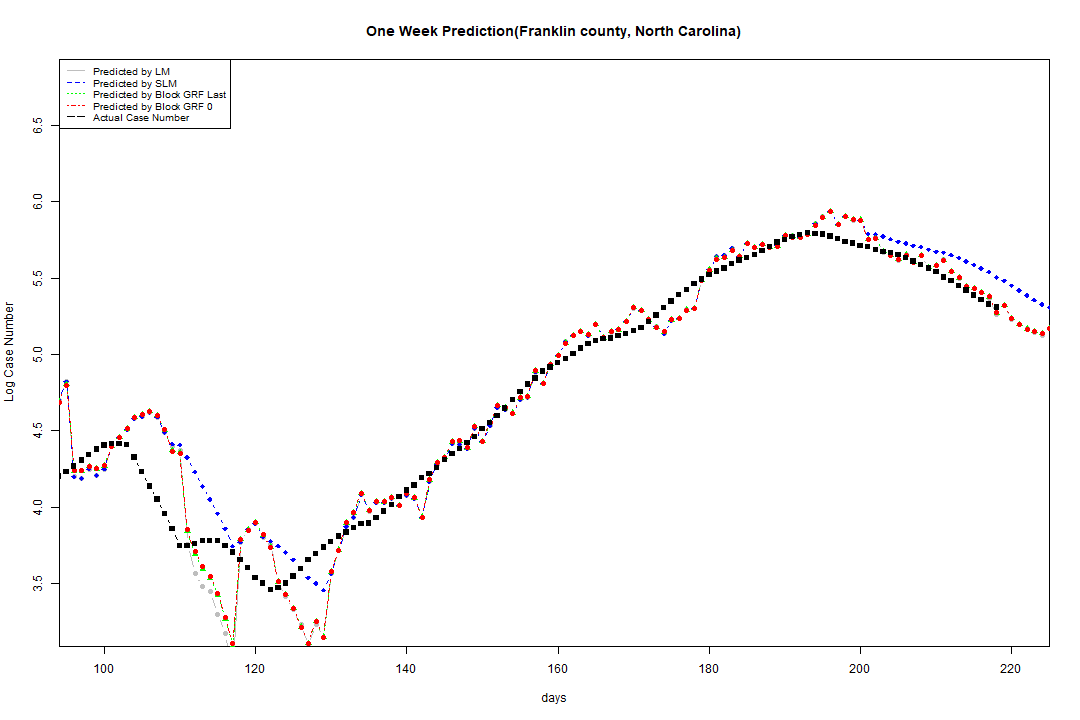 One Week Prediction(Franklin county, North Carolina)
Predicted by LM
Predicted by SLM
Predicted by Block GRF Last
Predicted by Block GRF 0
Actual Case Number
6.5
6.0
5.5
5.0
4.5
4.0
3.5
Log Case Number
100 120 140 160 180 200 220
days